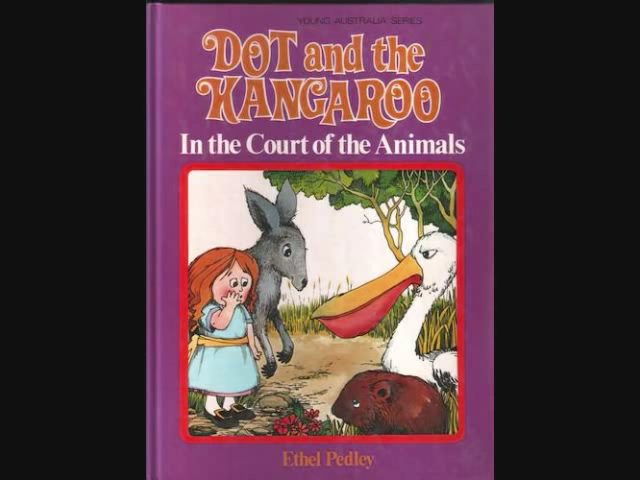 YOUNG AUSTRALIA SERIES
DOT and the
KANGAROO
In the Court of the Animals
Ethel Pedley